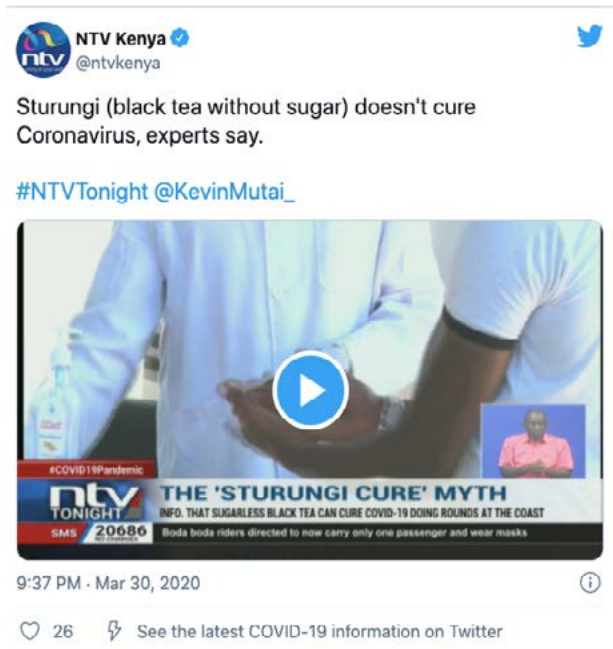 NTV Kenya
@ntvkenya
Sturungi (black tea without sugar) doesn't cure
Coronavirus, experts say.
#NTVTonight @KevinMutai_
#COVID19Pandemic
ntv
TONIGHT
THE 'STURUNGI CURE' MYTH
INFO. THAT SUGARLESS BLACK TEA CAN CURE COVID-19 DOING ROUNDS AT THE COAST
SMS 20686
NO CHARGES
Boda boda riders directed to now carry only one passenger and wear masks
9:37 PM · Mar 30, 2020
26
See the latest COVID-19 information on Twitter